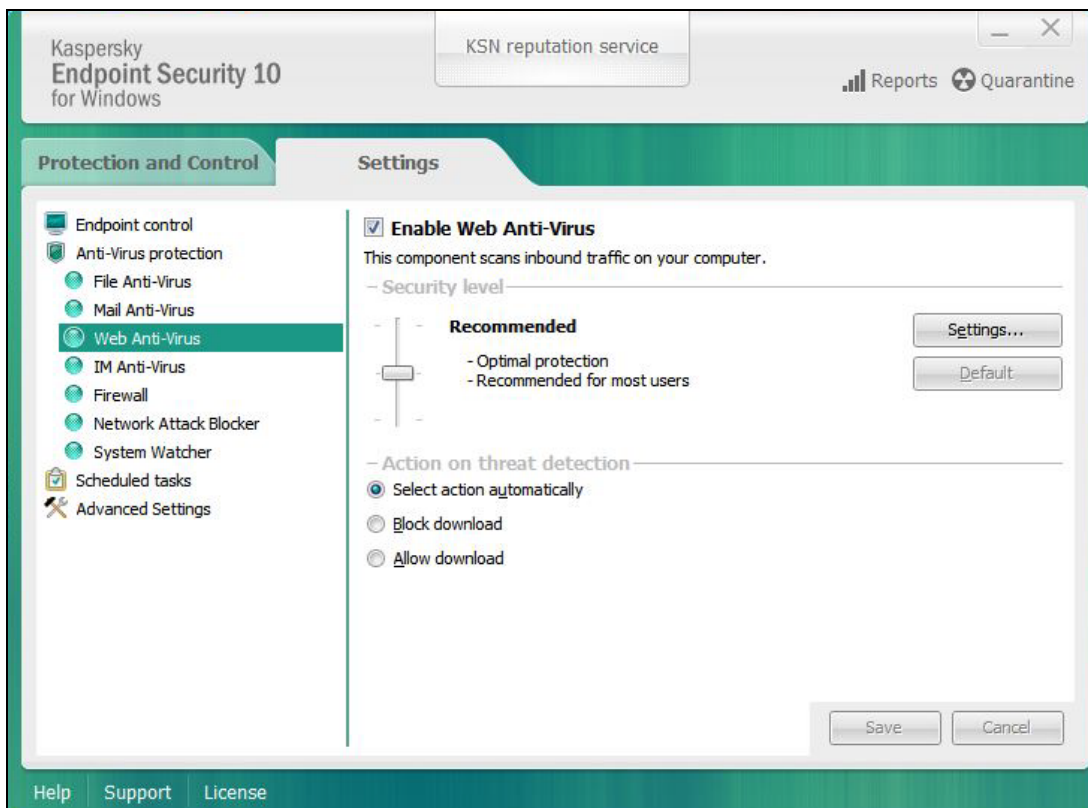 Kaspersky
Endpoint Security 10
for Windows
KSN reputation service
Reports
Quarantine
Protection and Control
Settings
Endpoint control
Anti-Virus protection
File Anti-Virus
Mail Anti-Virus
Web Anti-Virus
IM Anti-Virus
Firewall
Network Attack Blocker
System Watcher
Scheduled tasks
Advanced Settings
Enable Web Anti-Virus
This component scans inbound traffic on your computer.
Security level
Recommended
- Optimal protection
- Recommended for most users
Settings...
Default
Action on threat detection
Select action automatically
Block download
Allow download
Save
Cancel
Help
Support
License